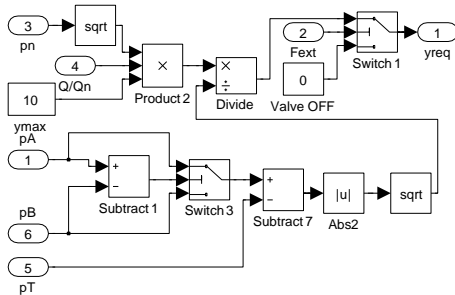 3
pn
sqrt
4
Q/Qn
10
ymax
×
Product 2
×
÷
Divide
2
Fext
0
Valve OFF
Switch 1
1
yreq
pA
1
+
−
Subtract 1
pB
6
5
pT
Switch 3
+
−
Subtract 7
|u|
Abs2
sqrt